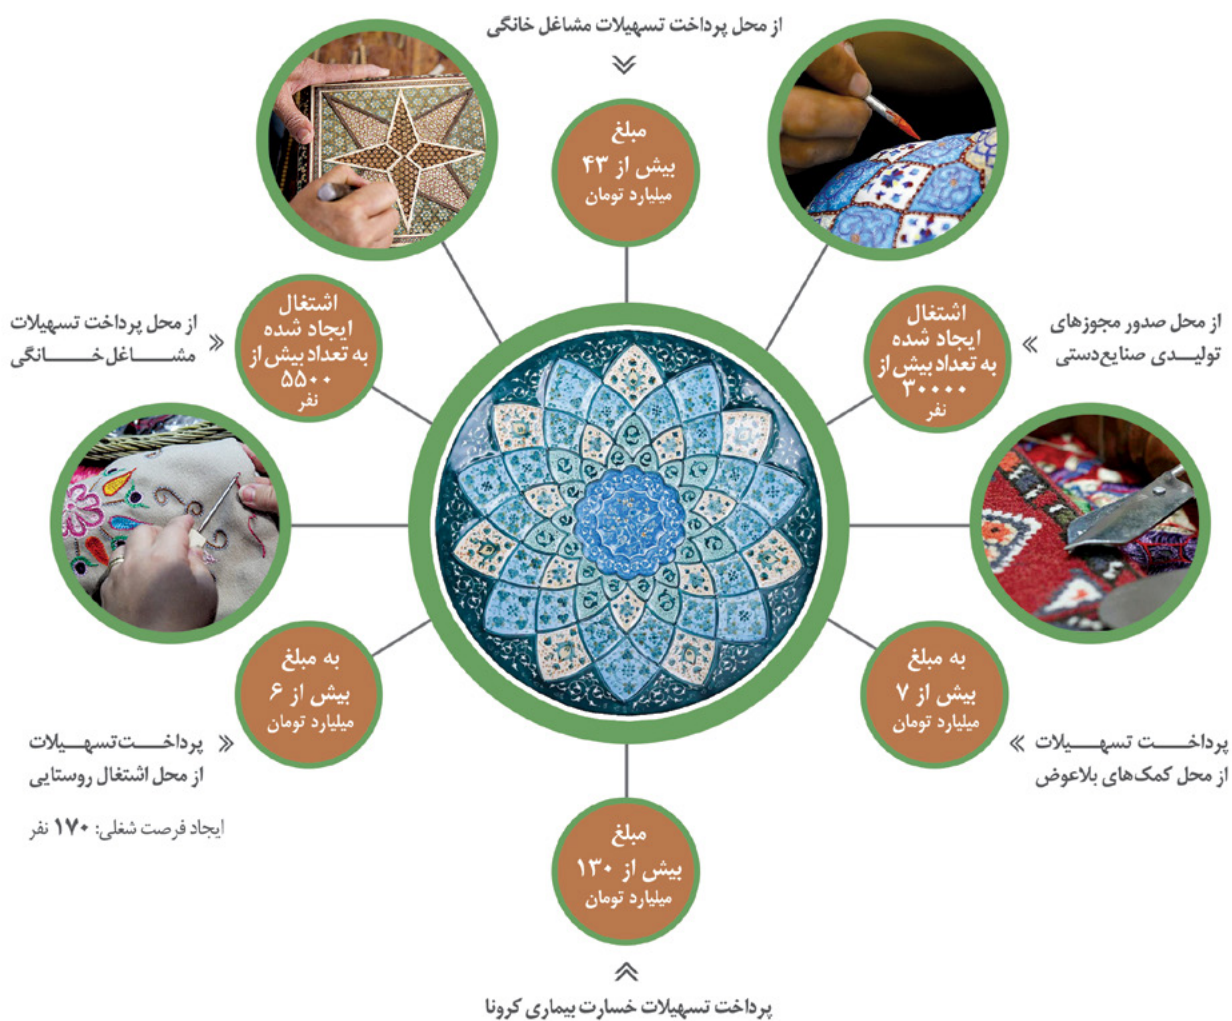 از محل پرداخت تسهیلات مشاغل خانگی
مبلغ
بیش از ۴۳
میلیارد تومان
اشتغال
ایجاد شده
به تعداد بیش از
۳۰۰۰۰
نفر
از محل صدور مجوزهای
تولیدی صنایع‌دستی
اشتغال
ایجاد شده
به تعداد بیش از
۵۵۰۰
نفر
از محل پرداخت تسهیلات
مشاغل خانگی
به مبلغ
بیش از ۷
میلیارد تومان
پرداخت تسهیلات
از محل کمک‌های بلاعوض
به مبلغ
بیش از ۶
میلیارد تومان
پرداخت تسهیلات
از محل اشتغال روستایی
ایجاد فرصت شغلی: ۱۷۰ نفر
مبلغ
بیش از ۱۳۰
میلیارد تومان
پرداخت تسهیلات خسارت بیماری کرونا